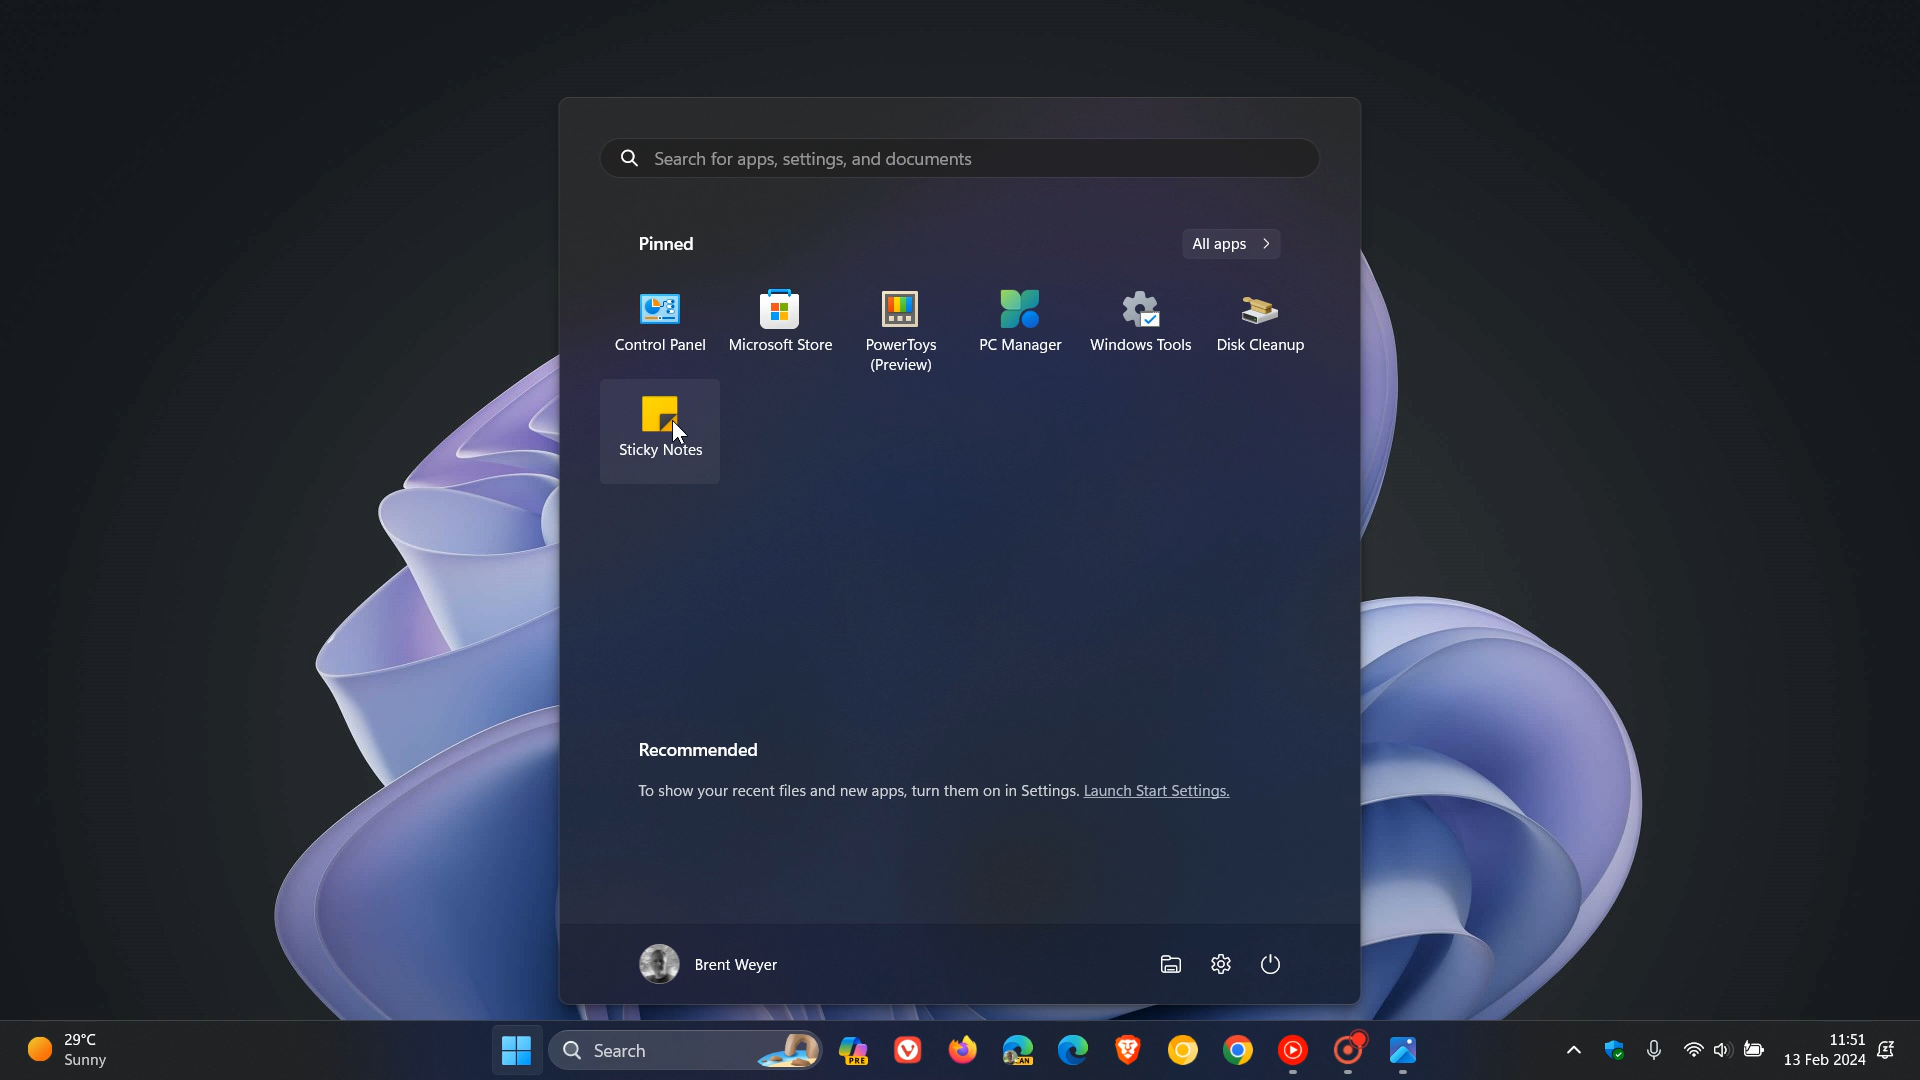 Search for apps, settings, and documents
Pinned
All apps
Control Panel
Microsoft Store
PowerToys
(Preview)
PC Manager
Windows Tools
Disk Cleanup
Sticky Notes
Recommended
To show your recent files and new apps, turn them on in Settings. Launch Start Settings.
Brent Weyer
29°C
Sunny
Search
PRE
CAN
11:51
13 Feb 2024